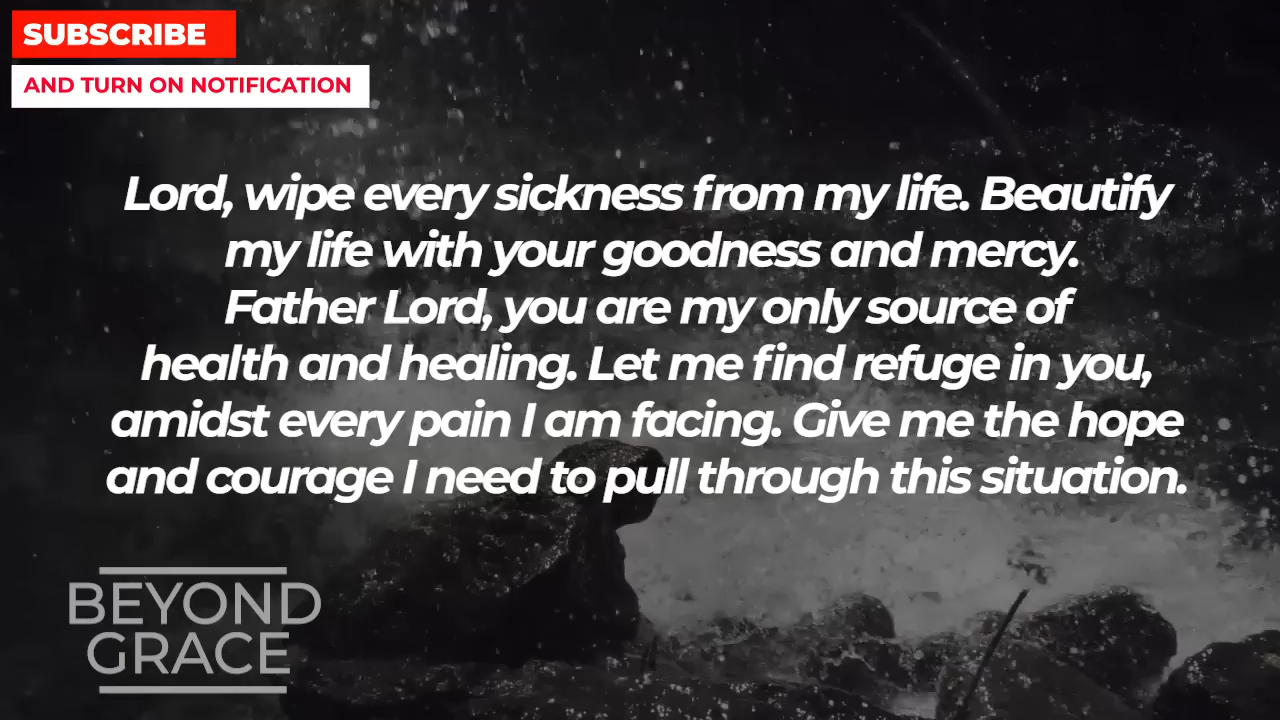 SUBSCRIBE
AND TURN ON NOTIFICATION
Lord, wipe every sickness from my life. Beautify
my life with your goodness and mercy.
Father Lord, you are my only source of
health and healing. Let me find refuge in you,
amidst every pain I am facing. Give me the hope
and courage I need to pull through this situation.
BEYOND
GRACE